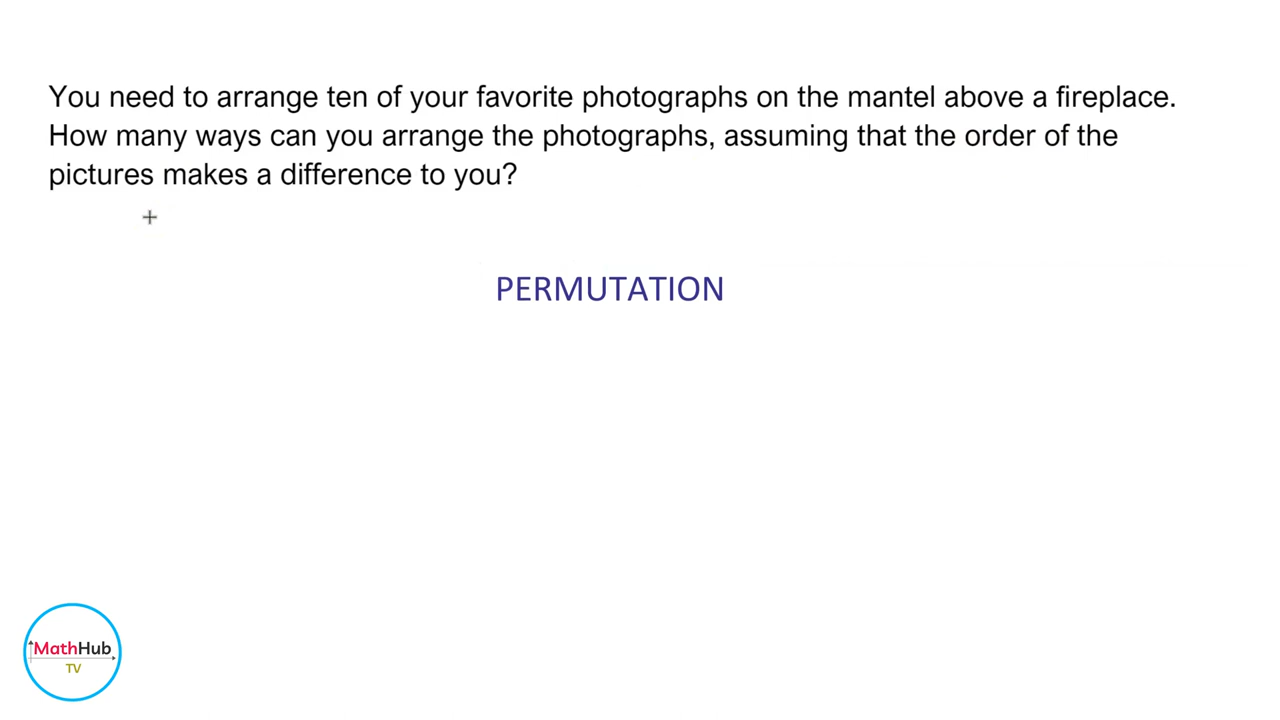 You need to arrange ten of your favorite photographs on the mantel above a fireplace.
How many ways can you arrange the photographs, assuming that the order of the
pictures makes a difference to you?
PERMUTATION
MathHub
TV